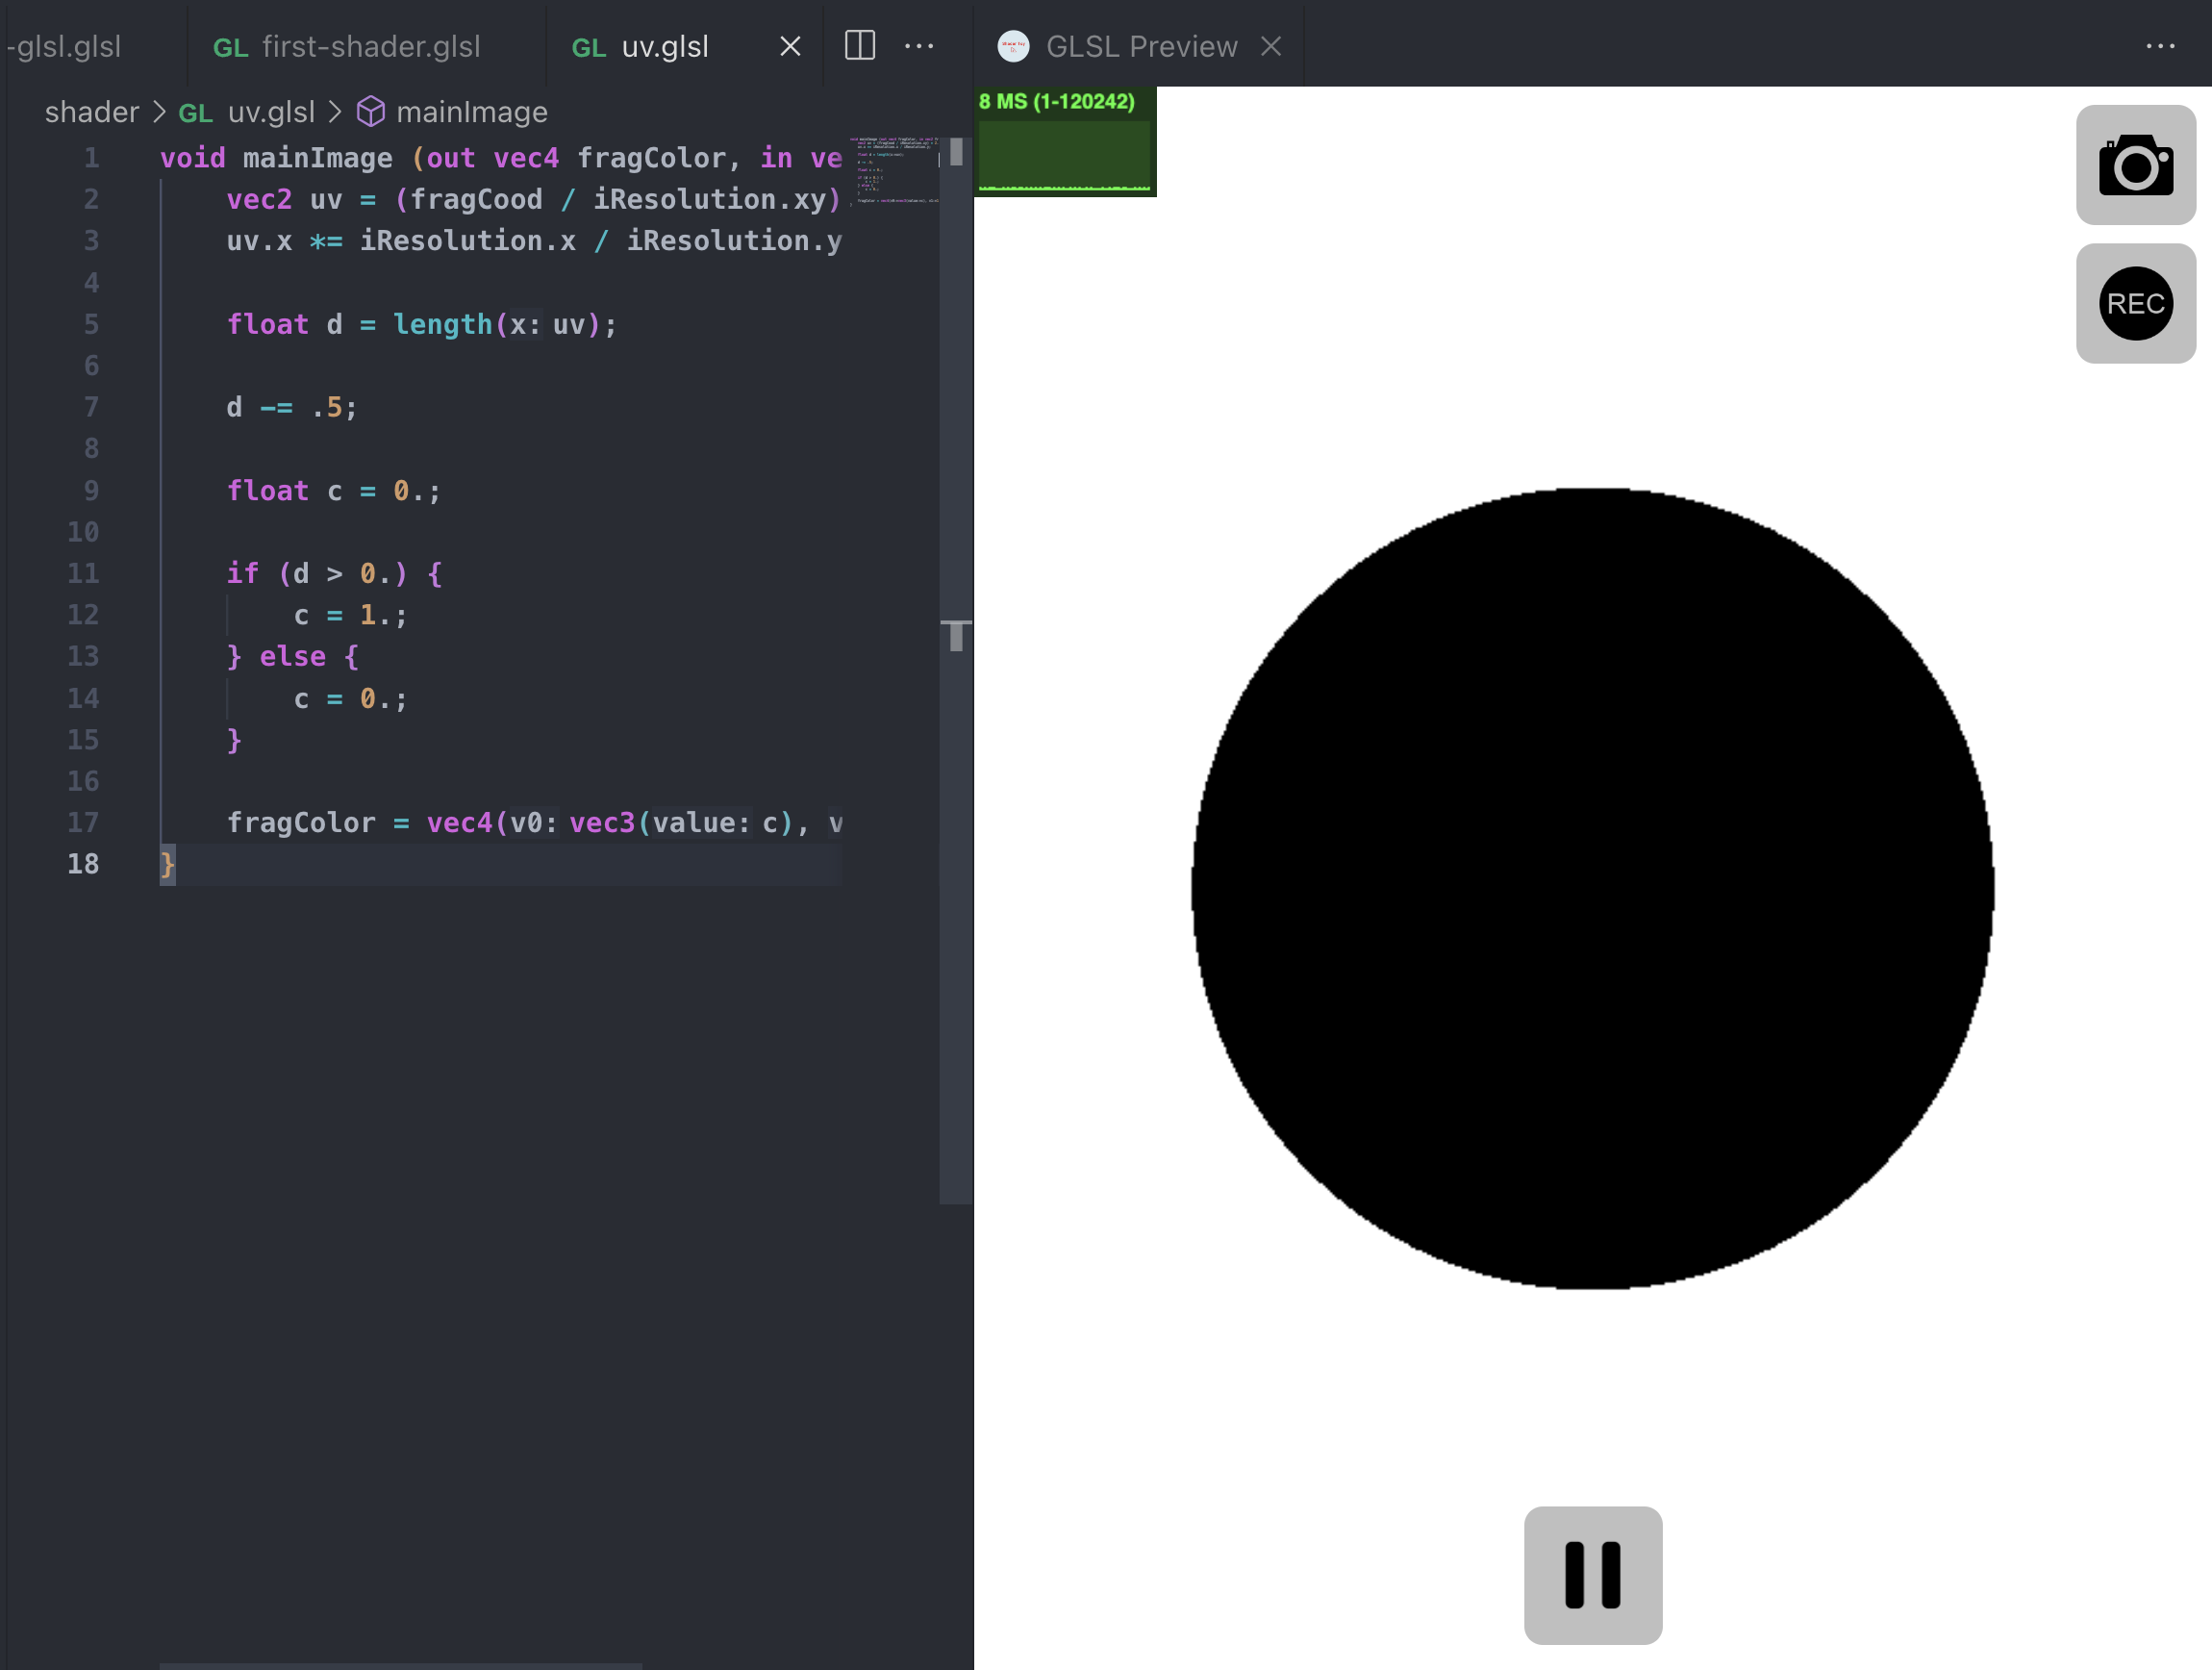 -glsl.glsl GL first-shader.glsl GL uv.glsl ··· GLSL Preview ···
shader > GL uv.glsl > mainImage
8 MS (1-120242)
REC
1 void mainImage (out vec4 fragColor, in ve
2 vec2 uv = (fragCood / iResolution.xy)
3 uv.x *= iResolution.x / iResolution.y
4
5 float d = length(x: uv);
6
7 d -= .5;
8
9 float c = 0.;
10
11 if (d > 0.) {
12 c = 1.;
13 } else {
14 c = 0.;
15 }
16
17 fragColor = vec4(v0: vec3(value: c), v
18 }